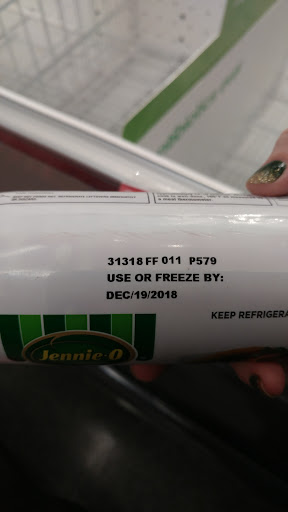 31318 FF 011 P579
USE OR FREEZE BY:
DEC/19/2018
KEEP REFRIGERA
Jennie-O